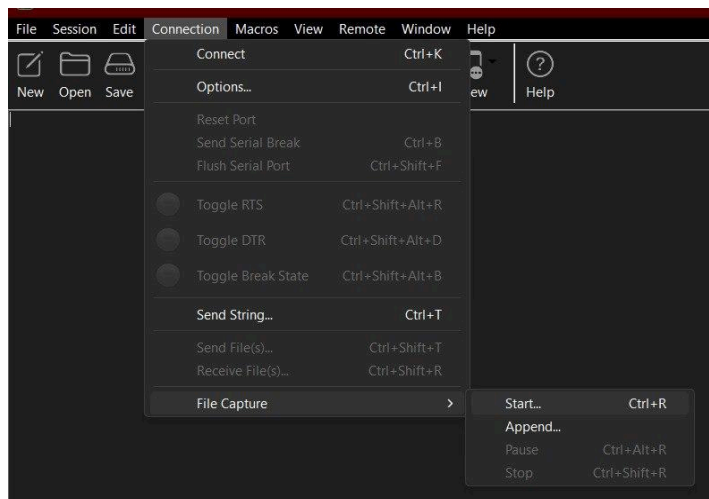 File Session Edit Connection Macros View Remote Window Help
New Open Save ew Help
Connect Ctrl+K
Options... Ctrl+I
Reset Port
Send Serial Break Ctrl+B
Flush Serial Port Ctrl+Shift+F
Toggle RTS Ctrl+Shift+Alt+R
Toggle DTR Ctrl+Shift+Alt+D
Toggle Break State Ctrl+Shift+Alt+B
Send String... Ctrl+T
Send File(s)... Ctrl+Shift+T
Receive File(s)... Ctrl+Shift+R
File Capture
Start... Ctrl+R
Append...
Pause Ctrl+Alt+R
Stop Ctrl+Shift+R